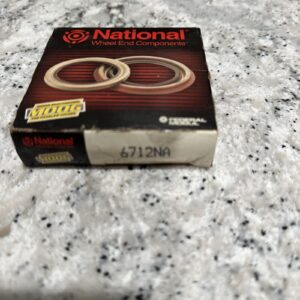 National
Wheel End Components
MOOG
FEDERAL
MOGUL
National
MOOG
6712NA